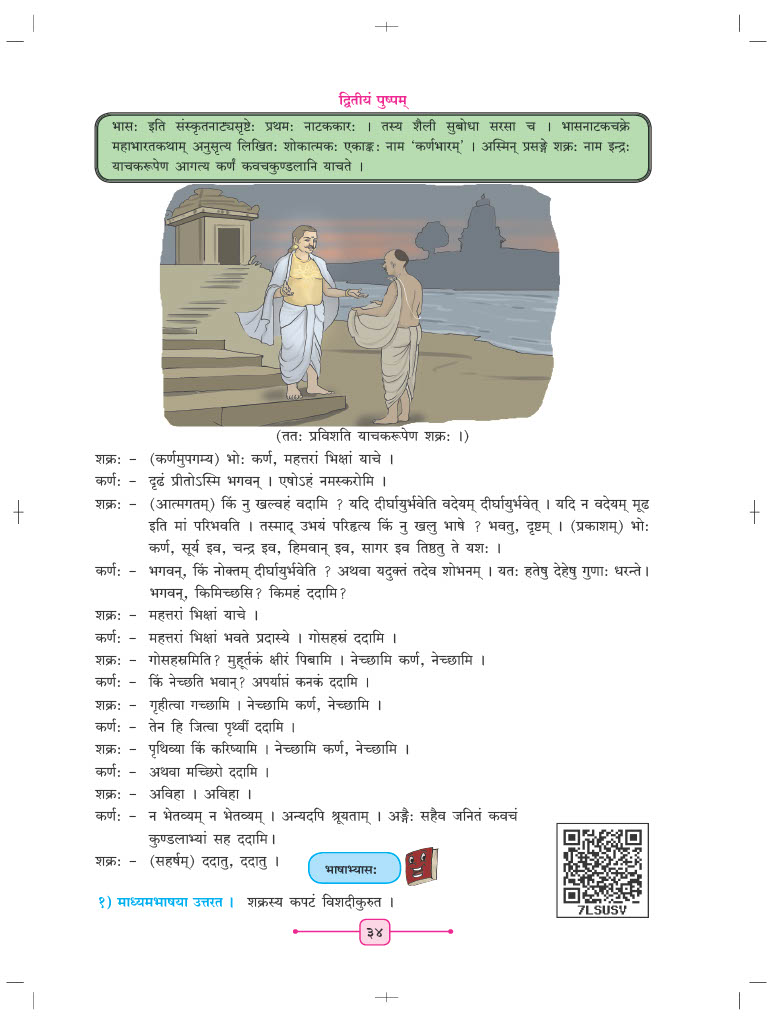 द्वितीयं पुष्पम्
भास: इति संस्कृतनाट्यसृष्टे: प्रथम: नाटककार: । तस्य शैली सुबोधा सरसा च । भासनाटकचक्रे
महाभारतकथाम् अनुसृत्य लिखित: शोकात्मक: एकाङ्क: नाम 'कर्णभारम्' । अस्मिन् प्रसङ्गे शक्र: नाम इन्द्र:
याचकरूपेण आगत्य कर्णं कवचकुण्डलानि याचते ।
(तत: प्रविशति याचकरूपेण शक्र: ।)
शक्र: – (कर्णमुपगम्य) भो: कर्ण, महत्तरां भिक्षां याचे ।
कर्ण: – दृढं प्रीतोऽस्मि भगवन् । एषोऽहं नमस्करोमि ।
शक्र: – (आत्मगतम्) किं नु खल्वहं वदामि ? यदि दीर्घायुर्भवेति वदेयम् दीर्घायुर्भवेत् । यदि न वदेयम् मूढ
इति मां परिभवति । तस्माद् उभयं परिहृत्य किं नु खलु भाषे ? भवतु, दृष्टम् । (प्रकाशम्) भो:
कर्ण, सूर्य इव, चन्द्र इव, हिमवान् इव, सागर इव तिष्ठतु ते यश: ।
कर्ण: – भगवन्, किं नोक्तम् दीर्घायुर्भवेति ? अथवा यदुक्तं तदेव शोभनम् । यत: हतेषु देहेषु गुणा: धरन्ते।
भगवन्, किमिच्छसि? किमहं ददामि?
शक्र: – महत्तरां भिक्षां याचे ।
कर्ण: – महत्तरां भिक्षां भवते प्रदास्ये । गोसहस्रं ददामि ।
शक्र: – गोसहस्रमिति? मुहूर्तकं क्षीरं पिबामि । नेच्छामि कर्ण, नेच्छामि ।
कर्ण: – किं नेच्छति भवान्? अपर्याप्तं कनकं ददामि ।
शक्र: – गृहीत्वा गच्छामि । नेच्छामि कर्ण, नेच्छामि ।
कर्ण: – तेन हि जित्वा पृथ्वीं ददामि ।
शक्र: – पृथिव्या किं करिष्यामि । नेच्छामि कर्ण, नेच्छामि ।
कर्ण: – अथवा मच्छिरो ददामि ।
शक्र: – अविहा । अविहा ।
कर्ण: – न भेतव्यम् न भेतव्यम् । अन्यदपि श्रूयताम् । अङ्गै: सहैव जनितं कवचं
कुण्डलाभ्यां सह ददामि।
शक्र: – (सहर्षम्) ददातु, ददातु ।
भाषाभ्यास:
१) माध्यमभाषया उत्तरत । शक्रस्य कपटं विशदीकुरुत ।
7LSUSV
३४